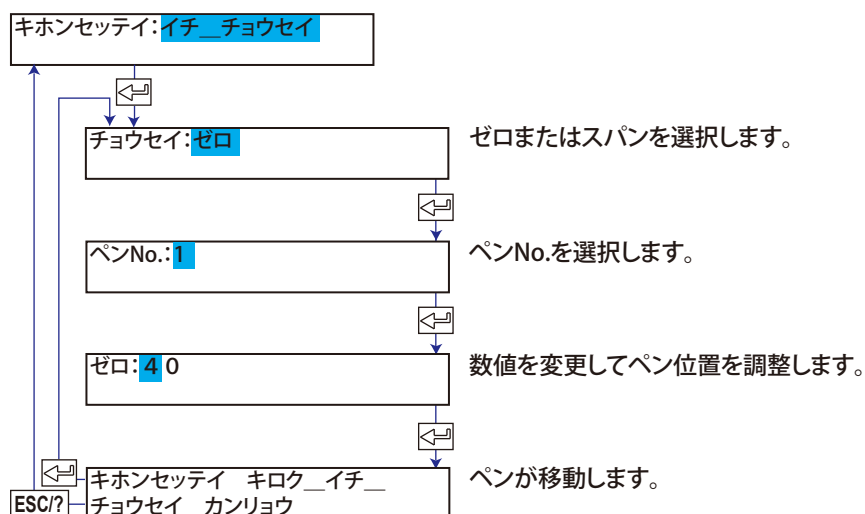 キホンセッテイ：イチ__チョウセイ
チョウセイ：ゼロ
ゼロまたはスパンを選択します。
ペンNo.：1
ペンNo.を選択します。
ゼロ：4 0
数値を変更してペン位置を調整します。
キホンセッテイ　キロク__イチ__
チョウセイ　カンリョウ
ペンが移動します。
ESC/?